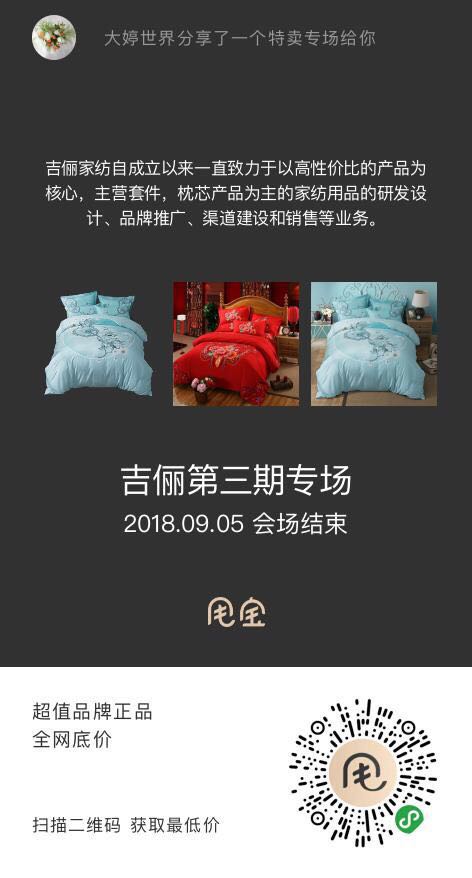 大婷世界分享了一个特卖专场给你
吉俪家纺自成立以来一直致力于以高性价比的产品为
核心，主营套件，枕芯产品为主的家纺用品的研发设
计、品牌推广、渠道建设和销售等业务。
吉俪第三期专场
2018.09.05 会场结束
甩宝
超值品牌正品
全网底价
扫描二维码 获取最低价
甩